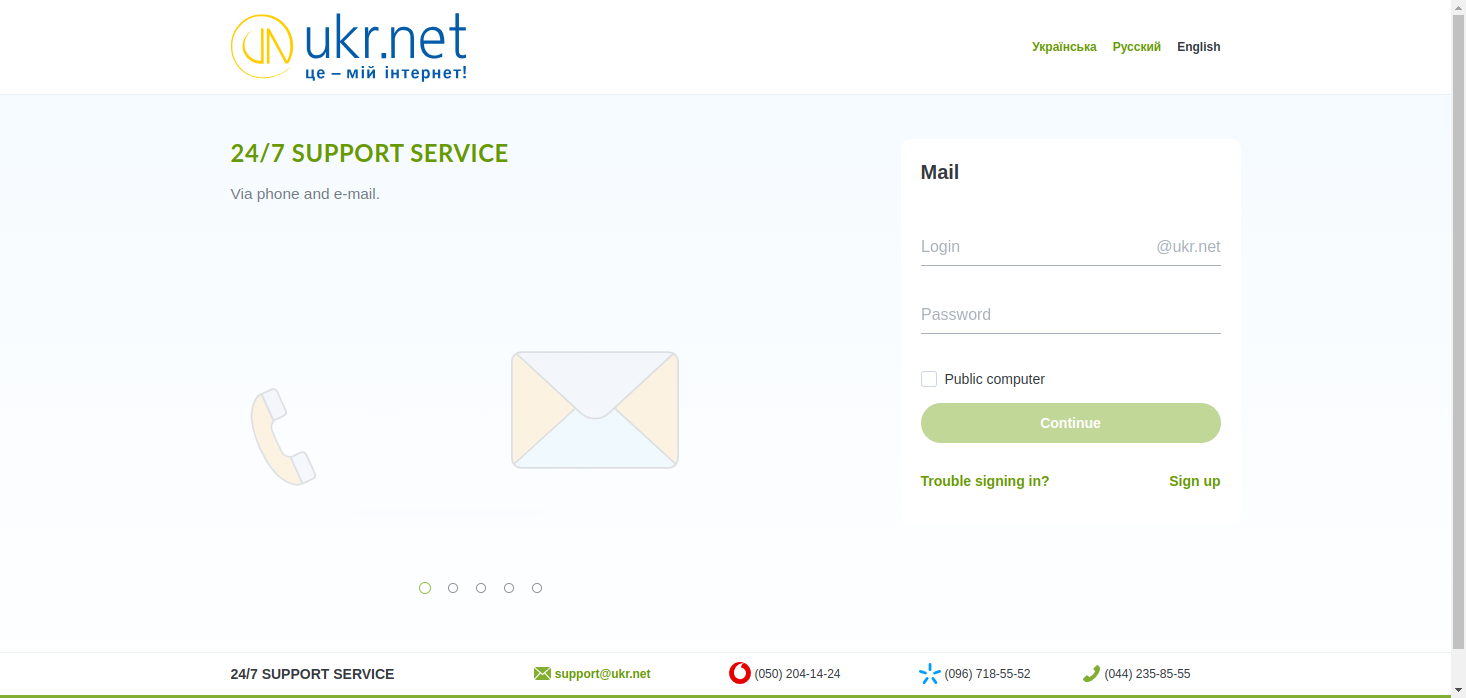 ukr.net
це – мій інтернет!
Українська Русский English
24/7 SUPPORT SERVICE
Via phone and e-mail.
Mail
Login @ukr.net
Password
Public computer
Continue
Trouble signing in? Sign up
24/7 SUPPORT SERVICE support@ukr.net (050) 204-14-24 (096) 718-55-52 (044) 235-85-55